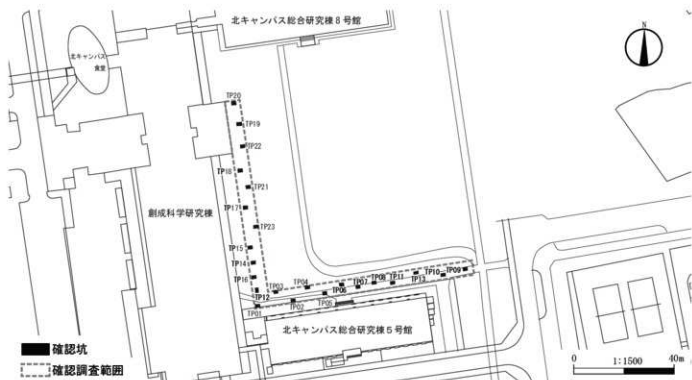 北キャンパス総合研究棟8号館
N
北キャンパス
食堂
TP20
TP19
TP22
TP18
TP21
TP17
創成科学研究棟
TP23
TP15
TP14
TP16
TP12
TP01
TP03
TP04
TP02
TP05
TP06
TP07
TP08
TP11
TP13
TP10
TP09
北キャンパス総合研究棟5号館
確認坑
確認調査範囲
0
1:1500
40m